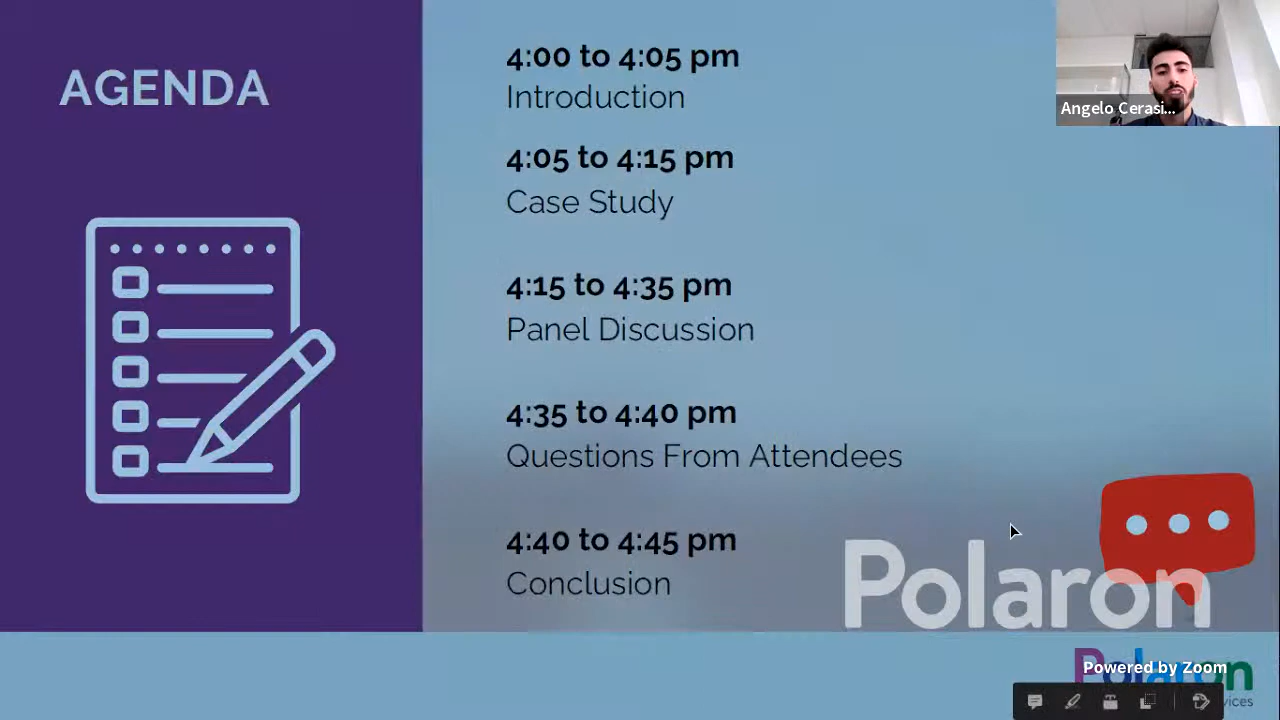 AGENDA
4:00 to 4:05 pm
Introduction
4:05 to 4:15 pm
Case Study
4:15 to 4:35 pm
Panel Discussion
4:35 to 4:40 pm
Questions From Attendees
4:40 to 4:45 pm
Conclusion
Angelo Cerasi...
Polaron
Polaron
Powered by Zoom